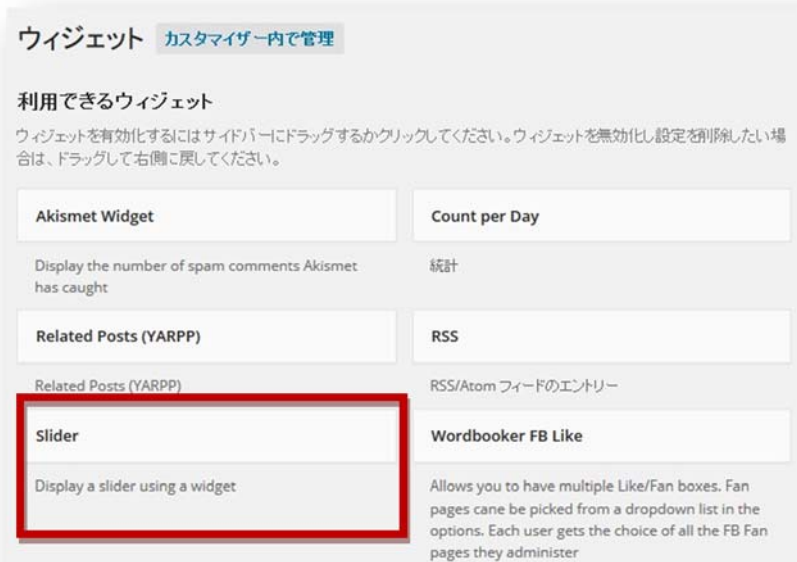 ウィジェット カスタマイザー内で管理
利用できるウィジェット
ウィジェットを有効化するにはサイドバーにドラッグするかクリックしてください。ウィジェットを無効化し設定を削除したい場
合は、ドラッグして右側に戻してください。
Akismet Widget
Display the number of spam comments Akismet
has caught
Count per Day
統計
Related Posts (YARPP)
Related Posts (YARPP)
RSS
RSS/Atom フィードのエントリー
Slider
Display a slider using a widget
Wordbooker FB Like
Allows you to have multiple Like/Fan boxes. Fan
pages cane be picked from a dropdown list in the
options. Each user gets the choice of all the FB Fan
pages they administer